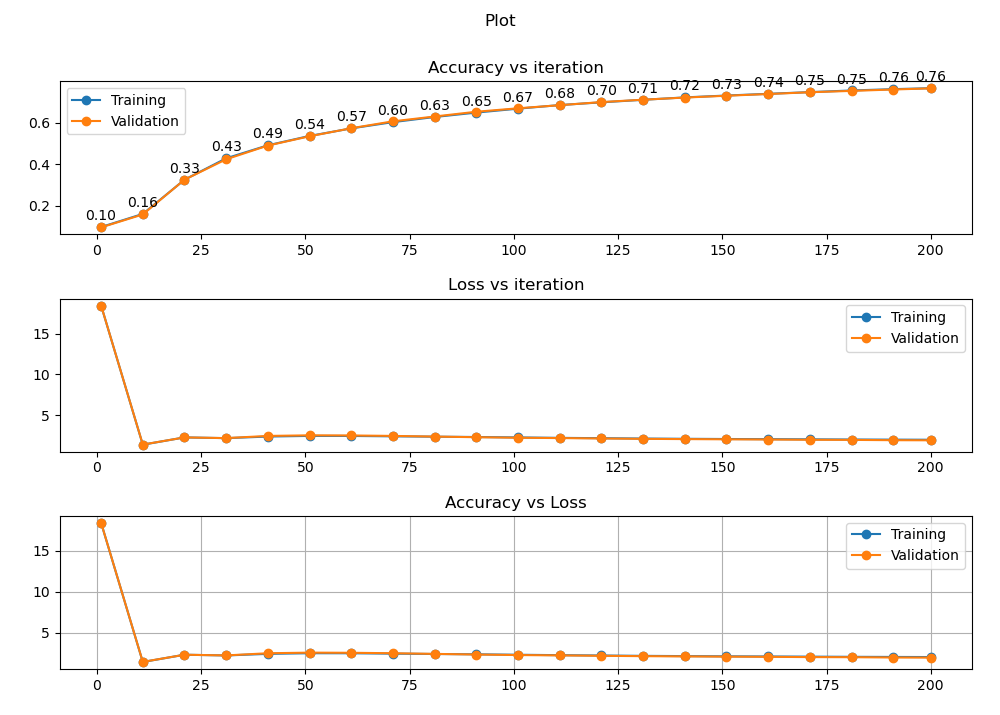 Plot
Accuracy vs iteration
Training
Validation
0.10 0.16 0.33 0.43 0.49 0.54 0.57 0.60 0.63 0.65 0.67 0.68 0.70 0.71 0.72 0.73 0.74 0.75 0.75 0.76 0.76
0.6
0.4
0.2
0 25 50 75 100 125 150 175 200
Loss vs iteration
Training
Validation
15
10
5
0 25 50 75 100 125 150 175 200
Accuracy vs Loss
Training
Validation
15
10
5
0 25 50 75 100 125 150 175 200